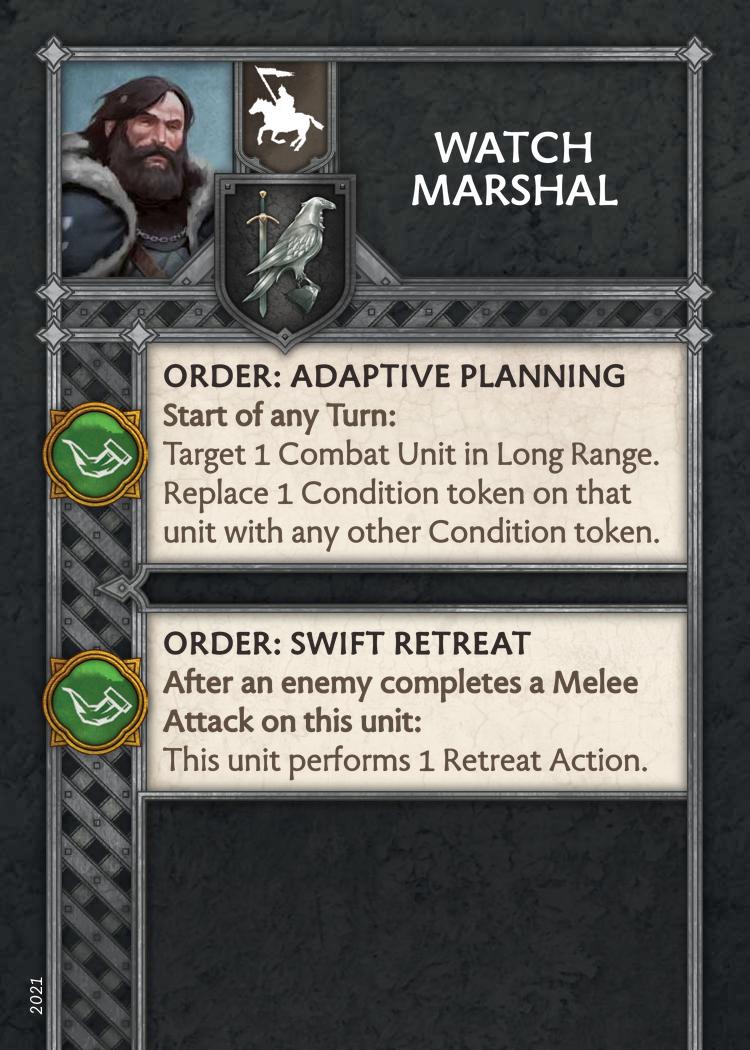 WATCH
MARSHAL
ORDER: ADAPTIVE PLANNING
Start of any Turn:
Target 1 Combat Unit in Long Range.
Replace 1 Condition token on that
unit with any other Condition token.
ORDER: SWIFT RETREAT
After an enemy completes a Melee
Attack on this unit:
This unit performs 1 Retreat Action.
2021